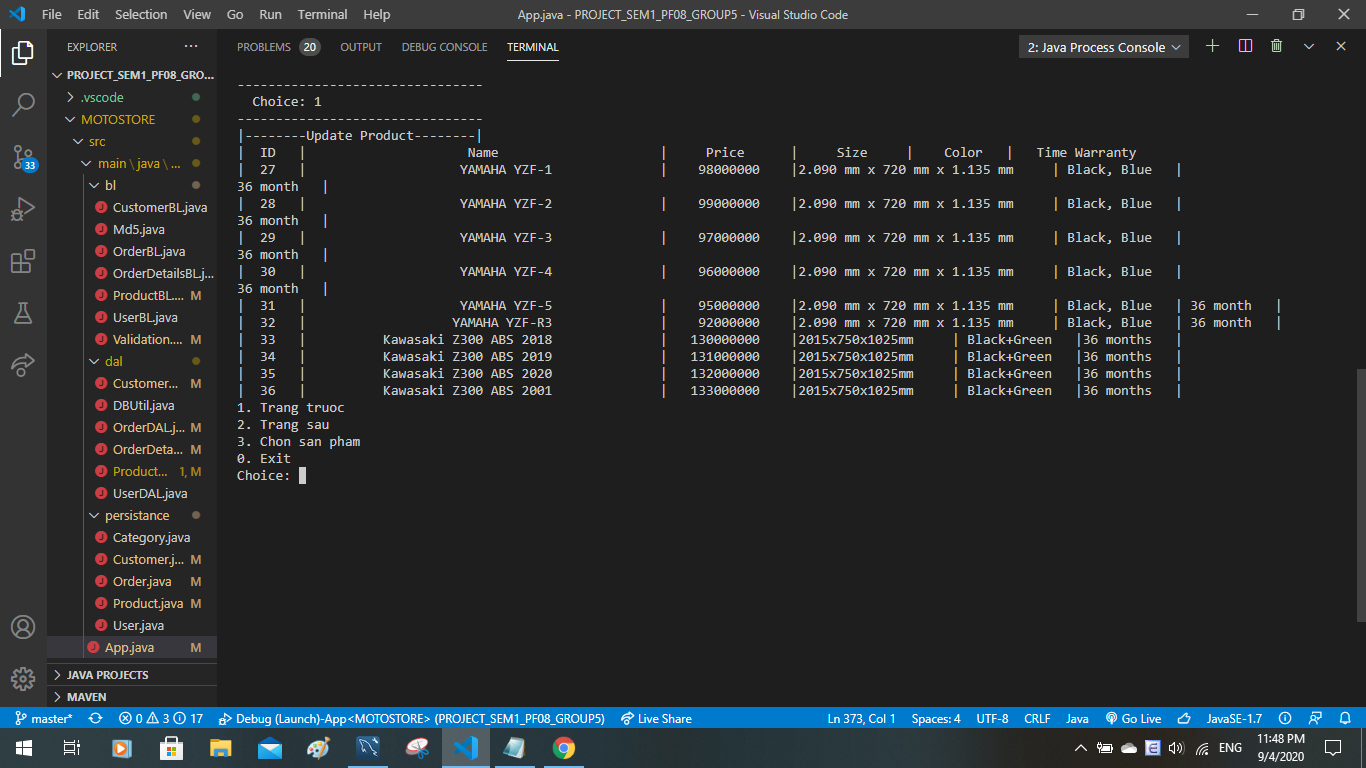 File Edit Selection View Go Run Terminal Help App.java - PROJECT_SEM1_PF08_GROUP5 - Visual Studio Code
EXPLORER ···
PROJECT_SEM1_PF08_GRO...
.vscode
MOTOSTORE
src
main \ java \ ...
bl
CustomerBL.java
Md5.java
OrderBL.java
OrderDetailsBL.j...
ProductBL.... M
UserBL.java
Validation.... M
dal
Customer... M
DBUtil.java
OrderDAL.j... M
OrderDeta... M
Product... 1, M
UserDAL.java
persistance
Category.java
Customer.j... M
Order.java M
Product.java M
User.java
App.java M
JAVA PROJECTS
MAVEN
33
PROBLEMS 20 OUTPUT DEBUG CONSOLE TERMINAL 2: Java Process Console
--------------------------------
Choice: 1
--------------------------------
|--------Update Product--------|
| ID | Name | Price | Size | Color | Time Warranty
| 27 | YAMAHA YZF-1 | 98000000 |2.090 mm x 720 mm x 1.135 mm | Black, Blue |
36 month |
| 28 | YAMAHA YZF-2 | 99000000 |2.090 mm x 720 mm x 1.135 mm | Black, Blue |
36 month |
| 29 | YAMAHA YZF-3 | 97000000 |2.090 mm x 720 mm x 1.135 mm | Black, Blue |
36 month |
| 30 | YAMAHA YZF-4 | 96000000 |2.090 mm x 720 mm x 1.135 mm | Black, Blue |
36 month |
| 31 | YAMAHA YZF-5 | 95000000 |2.090 mm x 720 mm x 1.135 mm | Black, Blue | 36 month |
| 32 | YAMAHA YZF-R3 | 92000000 |2.090 mm x 720 mm x 1.135 mm | Black, Blue | 36 month |
| 33 | Kawasaki Z300 ABS 2018 | 130000000 |2015x750x1025mm | Black+Green |36 months |
| 34 | Kawasaki Z300 ABS 2019 | 131000000 |2015x750x1025mm | Black+Green |36 months |
| 35 | Kawasaki Z300 ABS 2020 | 132000000 |2015x750x1025mm | Black+Green |36 months |
| 36 | Kawasaki Z300 ABS 2001 | 133000000 |2015x750x1025mm | Black+Green |36 months |
1. Trang truoc
2. Trang sau
3. Chon san pham
0. Exit
Choice:
master* 0 3 17 Debug (Launch)-App<MOTOSTORE> (PROJECT_SEM1_PF08_GROUP5) Live Share Ln 373, Col 1 Spaces: 4 UTF-8 CRLF Java Go Live JavaSE-1.7
ENG 11:48 PM
9/4/2020